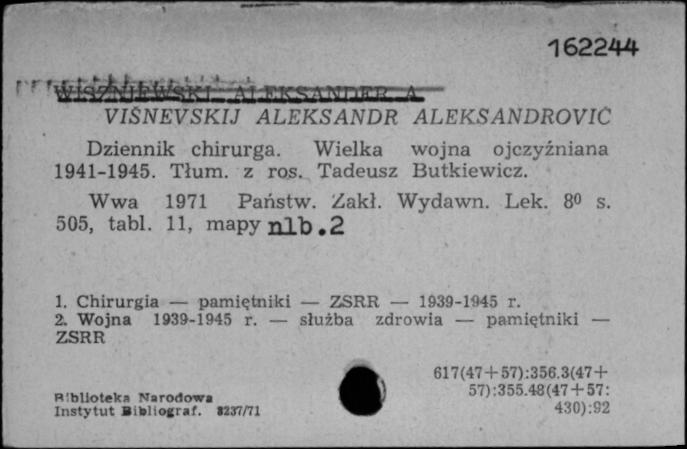 162244
WISZNIEWSKI ALEKSANDER A
VIŠNEVSKIJ ALEKSANDR ALEKSANDROVIČ
Dziennik chirurga. Wielka wojna ojczyźniana
1941-1945. Tłum. z ros. Tadeusz Butkiewicz.
Wwa 1971 Państw. Zakł. Wydawn. Lek. 8⁰ s.
505, tabl. 11, mapy nlb.2
1. Chirurgia — pamiętniki — ZSRR — 1939-1945 r.
2. Wojna 1939-1945 r. — służba zdrowia — pamiętniki —
ZSRR
617(47+57):356.3(47+
57):355.48(47+57:
430):92
Biblioteka Narodowa
Instytut Bibliograf. 8237/71